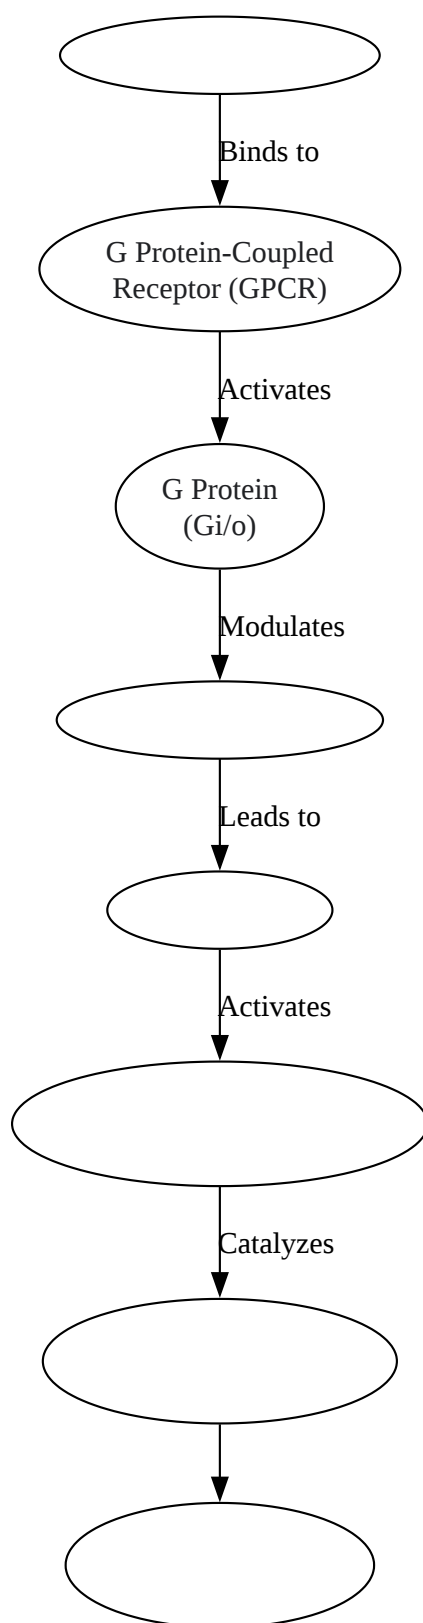 Binds to
G Protein-Coupled
Receptor (GPCR)
Activates
G Protein
(Gi/o)
Modulates
Leads to
Activates
Catalyzes